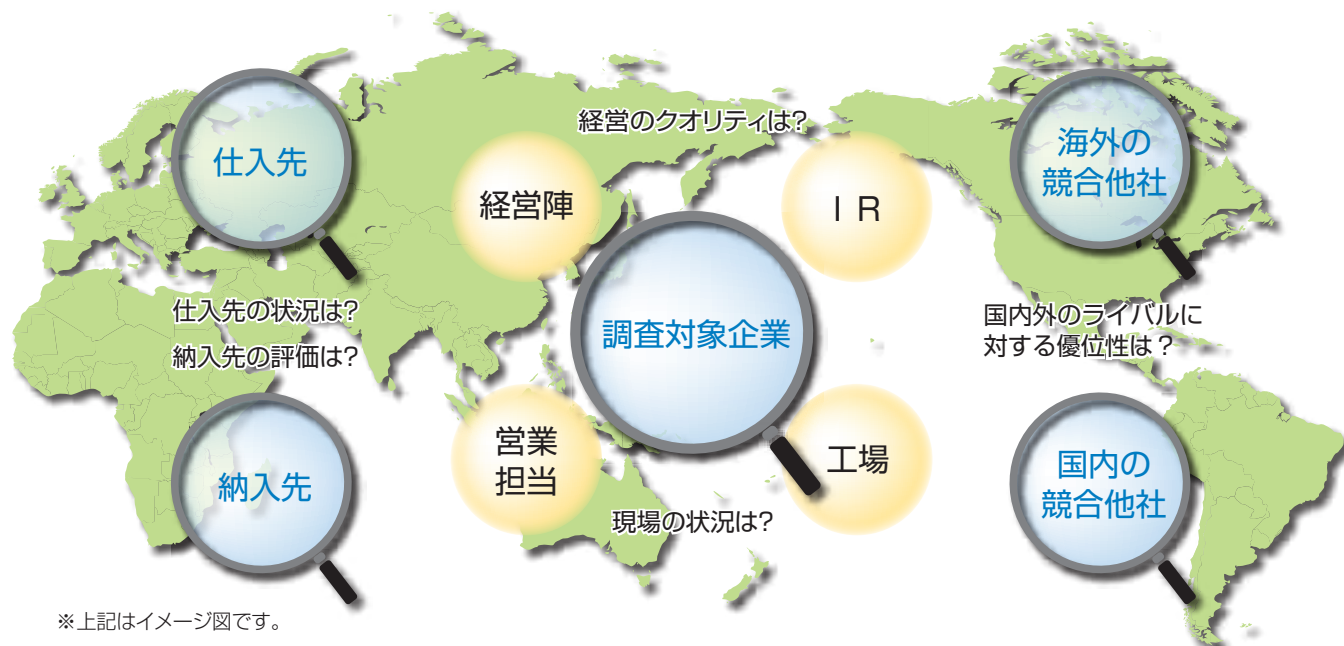 経営のクオリティは？
仕入先
経営陣
ＩＲ
海外の
競合他社
仕入先の状況は？
納入先の評価は？
調査対象企業
国内外のライバルに
対する優位性は？
納入先
営業
担当
工場
国内の
競合他社
現場の状況は？
※上記はイメージ図です。